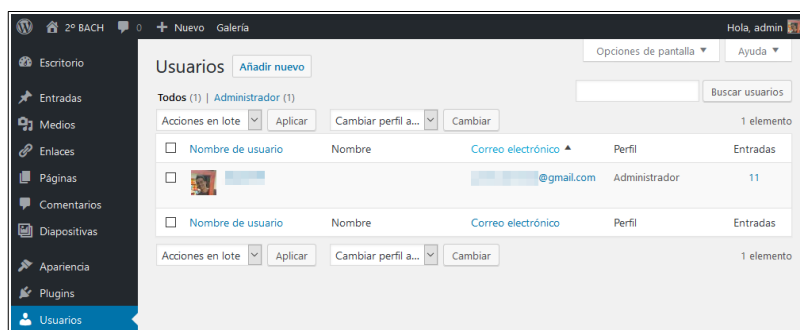 2º BACH 0 Nuevo Galería Hola, admin
Escritorio
Entradas
Medios
Enlaces
Páginas
Comentarios
Diapositivas
Apariencia
Plugins
Usuarios
Opciones de pantalla Ayuda
Usuarios Añadir nuevo
Todos (1) | Administrador (1) Buscar usuarios
Acciones en lote Aplicar Cambiar perfil a... Cambiar 1 elemento
Nombre de usuario Nombre Correo electrónico Perfil Entradas
@gmail.com Administrador 11
Nombre de usuario Nombre Correo electrónico Perfil Entradas
Acciones en lote Aplicar Cambiar perfil a... Cambiar 1 elemento